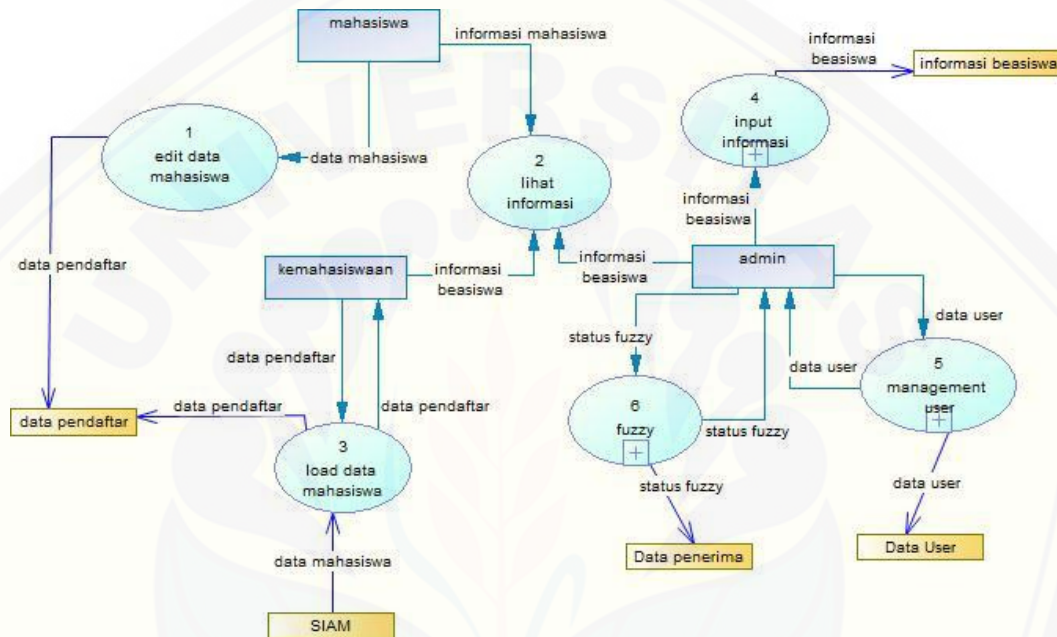 mahasiswa
informasi mahasiswa
informasi
beasiswa
informasi beasiswa
1
edit data
mahasiswa
data mahasiswa
2
lihat
informasi
4
input
informasi
data pendaftar
kemahasiswaan
informasi
beasiswa
informasi
beasiswa
informasi
beasiswa
admin
data user
data pendaftar
status fuzzy
data user
5
management
user
data pendaftar
data pendaftar
data pendaftar
6
fuzzy
status fuzzy
3
load data
mahasiswa
status fuzzy
data user
data mahasiswa
Data penerima
Data User
SIAM
UNIVERSITAS